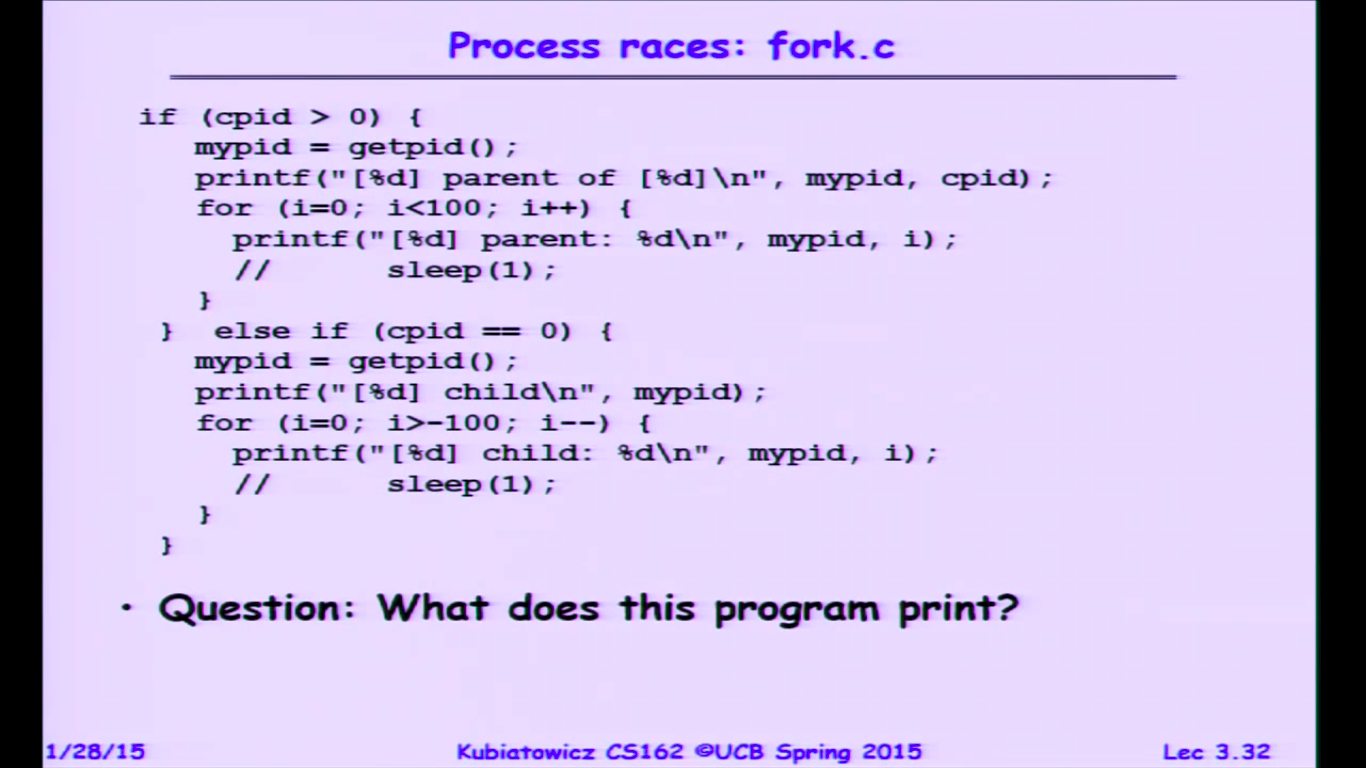 Process races: fork.c
if (cpid > 0) {
mypid = getpid();
printf("[%d] parent of [%d]\n", mypid, cpid);
for (i=0; i<100; i++) {
printf("[%d] parent: %d\n", mypid, i);
// sleep(1);
}
} else if (cpid == 0) {
mypid = getpid();
printf("[%d] child\n", mypid);
for (i=0; i>-100; i--) {
printf("[%d] child: %d\n", mypid, i);
// sleep(1);
}
}
• Question: What does this program print?
1/28/15 Kubiatowicz CS162 ©UCB Spring 2015 Lec 3.32